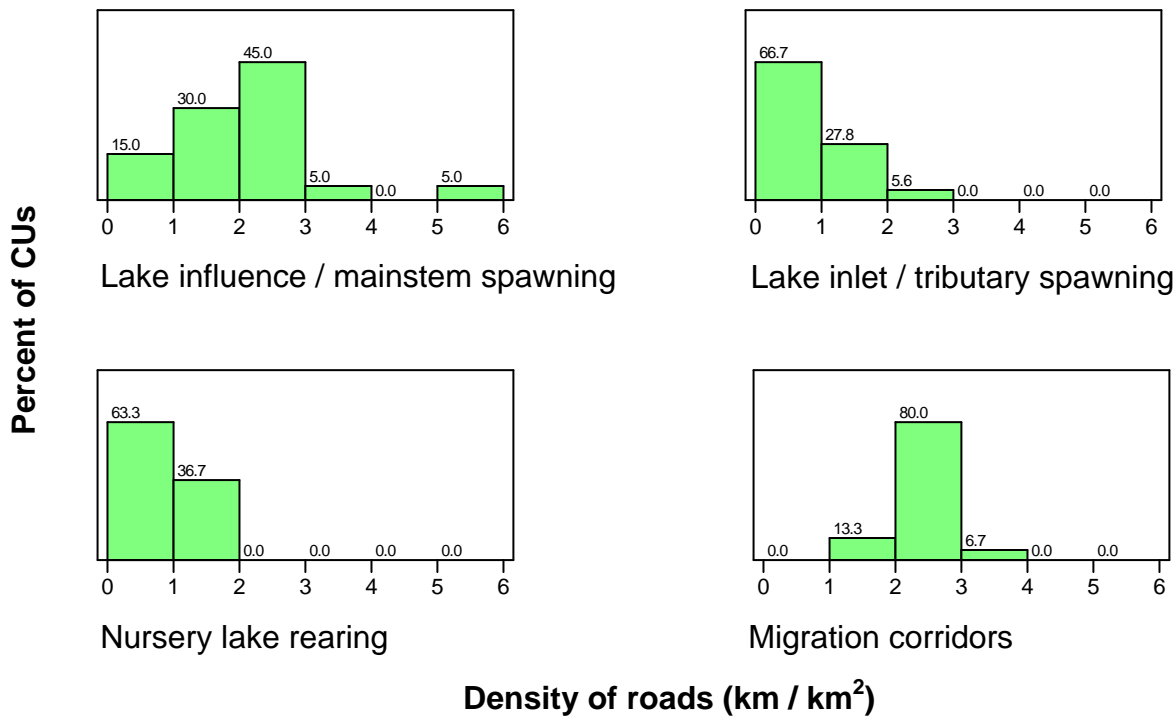 45.0
30.0
15.0
5.0
0.0
5.0
0 1 2 3 4 5 6
Lake influence / mainstem spawning
66.7
27.8
5.6
0.0
0.0
0.0
0 1 2 3 4 5 6
Lake inlet / tributary spawning
Percent of CUs
63.3
36.7
0.0
0.0
0.0
0.0
0 1 2 3 4 5 6
Nursery lake rearing
0.0
13.3
80.0
6.7
0.0
0.0
0 1 2 3 4 5 6
Migration corridors
Density of roads (km / km²)